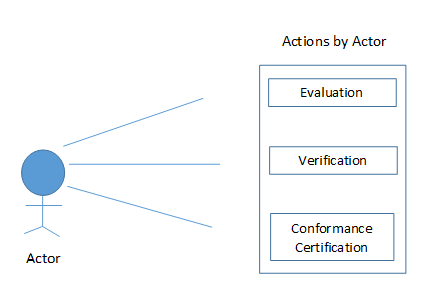 Actions by Actor
Evaluation
Verification
Conformance
Certification
Actor